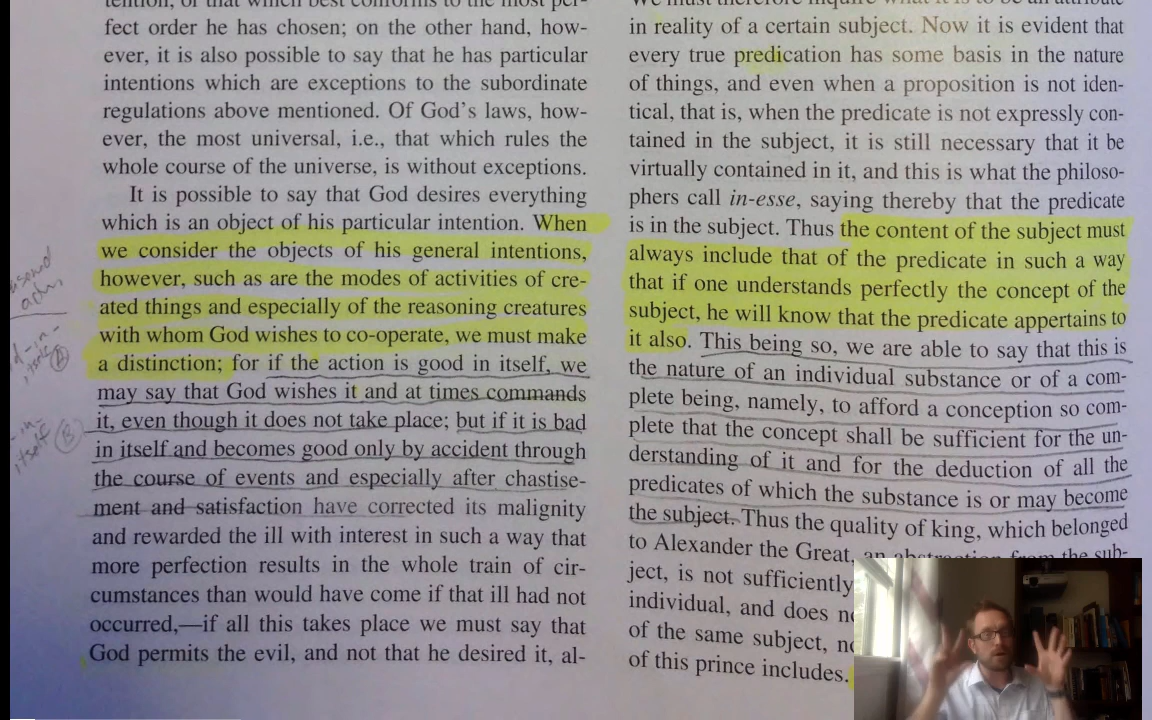 fect order he has chosen; on the other hand, how-
ever, it is also possible to say that he has particular
intentions which are exceptions to the subordinate
regulations above mentioned. Of God's laws, how-
ever, the most universal, i.e., that which rules the
whole course of the universe, is without exceptions.
It is possible to say that God desires everything
which is an object of his particular intention. When
we consider the objects of his general intentions,
however, such as are the modes of activities of cre-
ated things and especially of the reasoning creatures
with whom God wishes to co-operate, we must make
a distinction; for if the action is good in itself, we
may say that God wishes it and at times commands
it, even though it does not take place; but if it is bad
in itself and becomes good only by accident through
the course of events and especially after chastise-
ment and satisfaction have corrected its malignity
and rewarded the ill with interest in such a way that
more perfection results in the whole train of cir-
cumstances than would have come if that ill had not
occurred,—if all this takes place we must say that
God permits the evil, and not that he desired it, al-
We must therefore inquire what it is to be an attribute
in reality of a certain subject. Now it is evident that
every true predication has some basis in the nature
of things, and even when a proposition is not iden-
tical, that is, when the predicate is not expressly con-
tained in the subject, it is still necessary that it be
virtually contained in it, and this is what the philoso-
phers call in-esse, saying thereby that the predicate
is in the subject. Thus the content of the subject must
always include that of the predicate in such a way
that if one understands perfectly the concept of the
subject, he will know that the predicate appertains to
it also. This being so, we are able to say that this is
the nature of an individual substance or of a com-
plete being, namely, to afford a conception so com-
plete that the concept shall be sufficient for the un-
derstanding of it and for the deduction of all the
predicates of which the substance is or may become
the subject. Thus the quality of king, which belonged
to Alexander the Great, an abstraction from the sub-
ject, is not sufficiently
individual, and does
of the same subject,
of this prince includes.